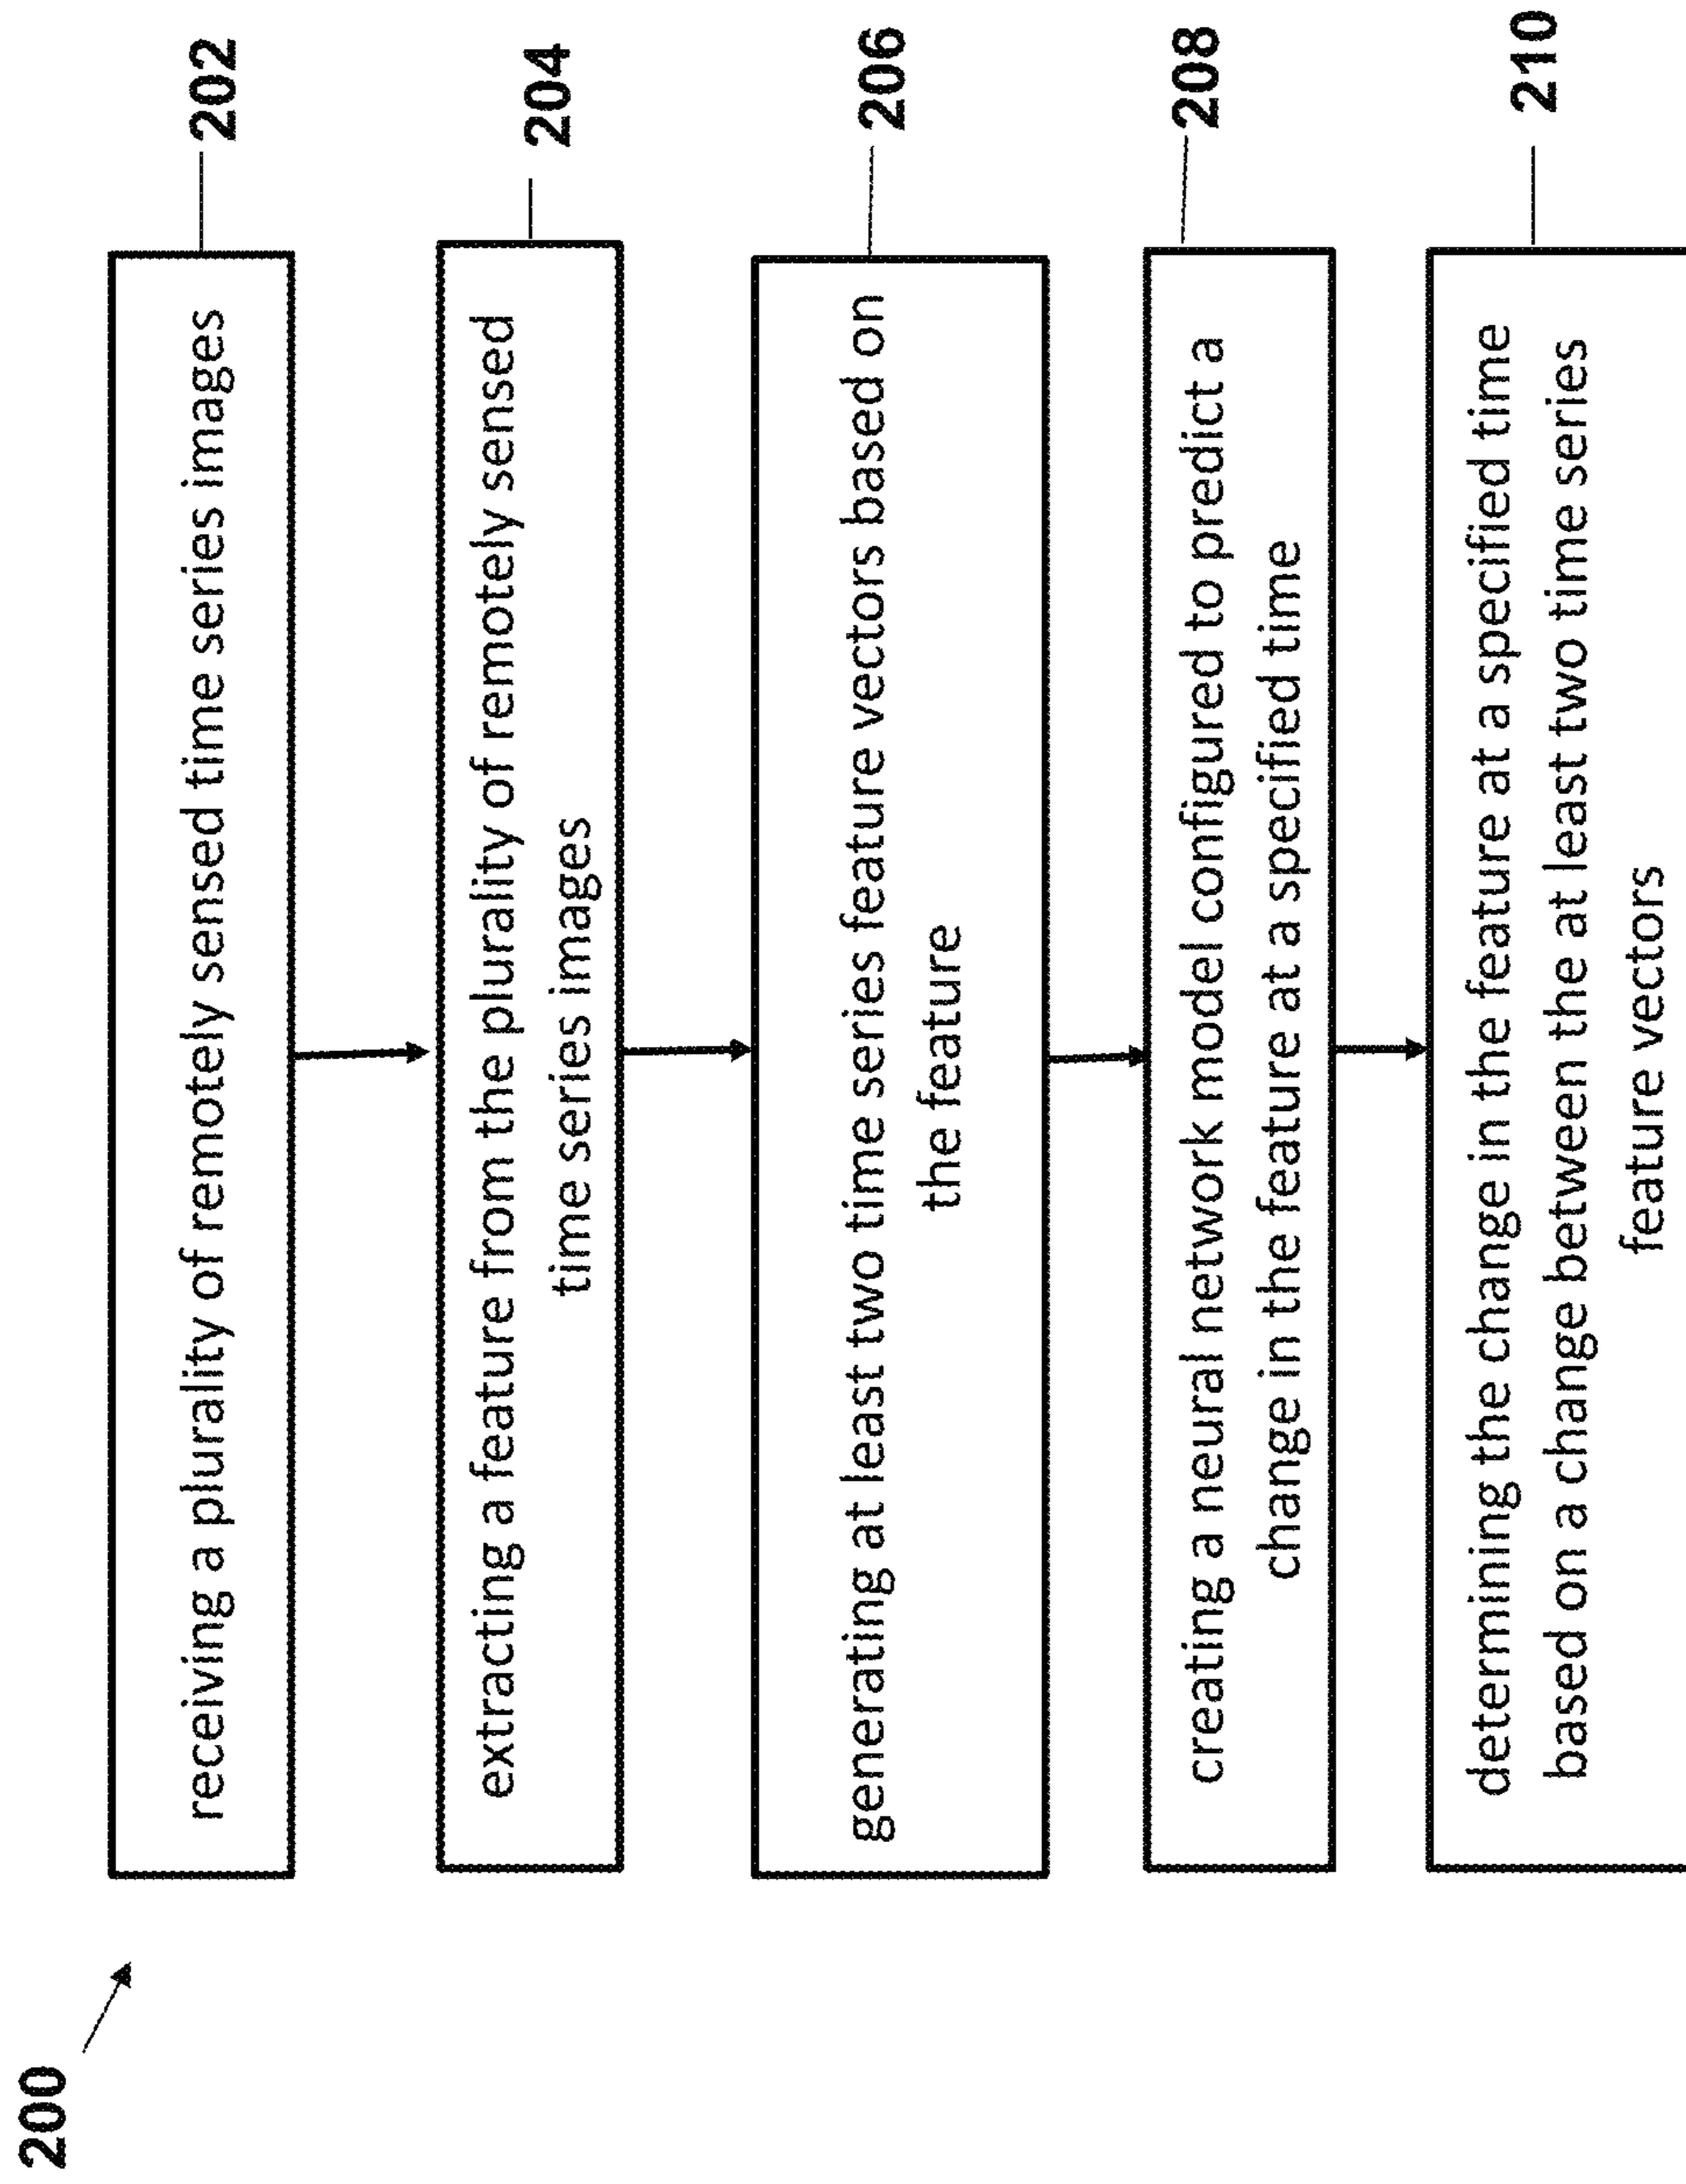 200
receiving a plurality of remotely sensed time series images
202
extracting a feature from the plurality of remotely sensed
time series images
204
generating at least two time series feature vectors based on
the feature
206
creating a neural network model configured to predict a
change in the feature at a specified time
208
determining the change in the feature at a specified time
based on a change between the at least two time series
feature vectors
210